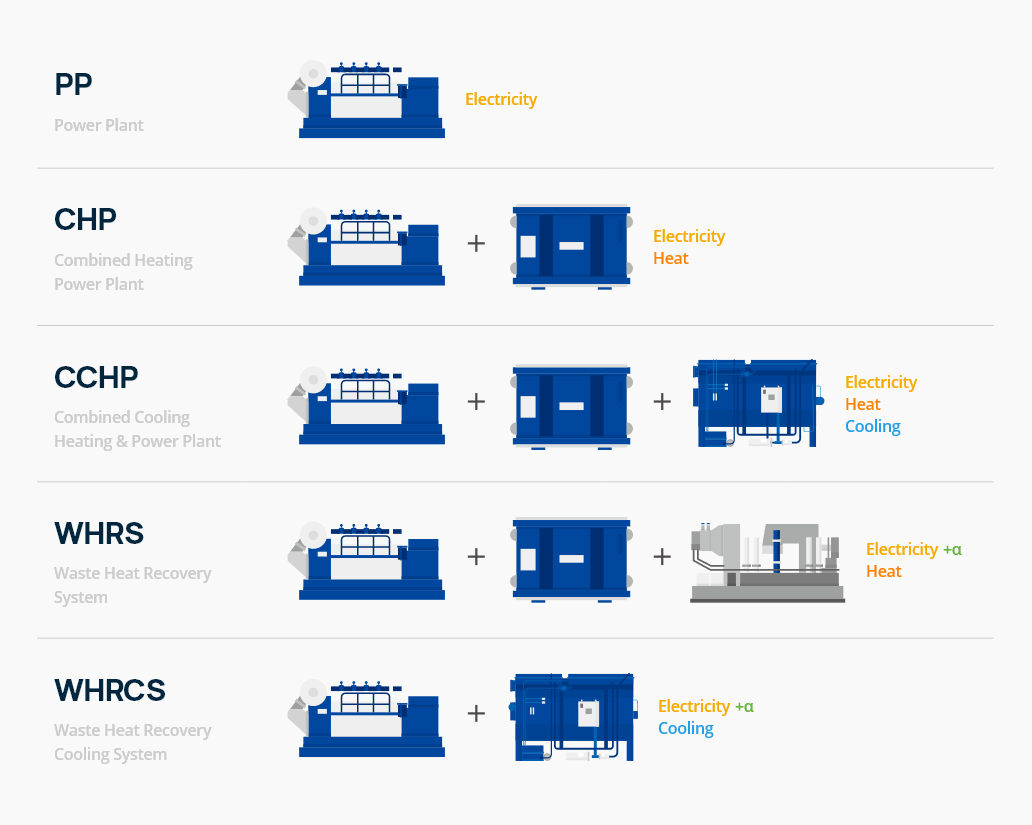 PP
Power Plant
Electricity
CHP
Combined Heating
Power Plant
+
Electricity
Heat
CCHP
Combined Cooling
Heating & Power Plant
+
+
Electricity
Heat
Cooling
WHRS
Waste Heat Recovery
System
+
+
Electricity +α
Heat
WHRCS
Waste Heat Recovery
Cooling System
+
Electricity +α
Cooling